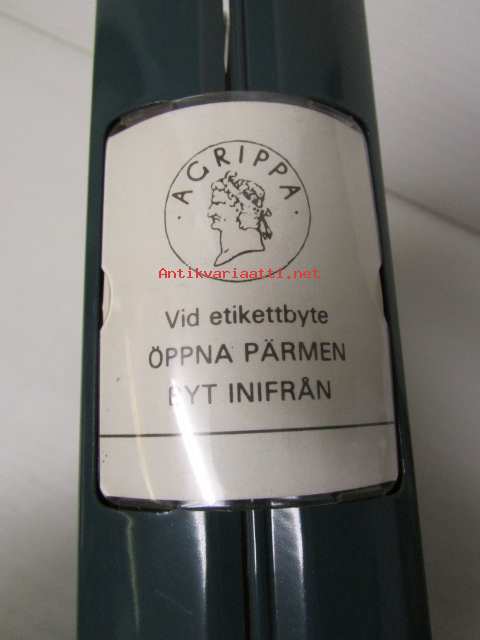 · AGRIPPA ·
Antikvariaatti.net
Vid etikettbyte
ÖPPNA PÄRMEN
BYT INIFRÅN